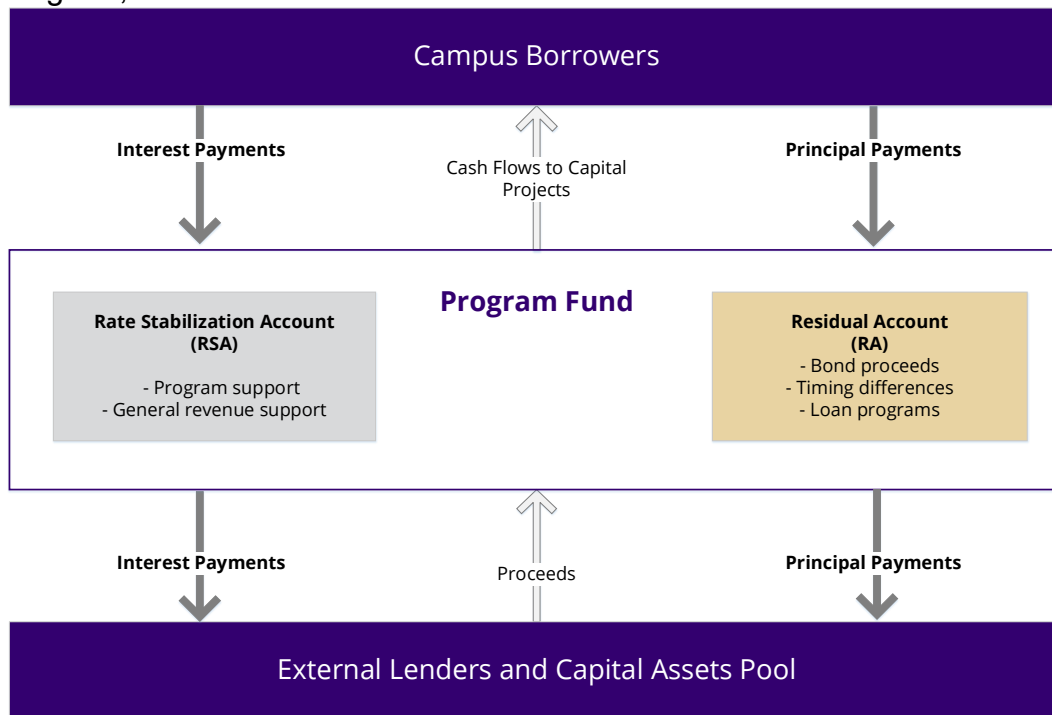 Campus Borrowers
Interest Payments
Cash Flows to Capital
Projects
Principal Payments
Program Fund
Rate Stabilization Account
(RSA)
- Program support
- General revenue support
Residual Account
(RA)
- Bond proceeds
- Timing differences
- Loan programs
Interest Payments
Proceeds
Principal Payments
External Lenders and Capital Assets Pool